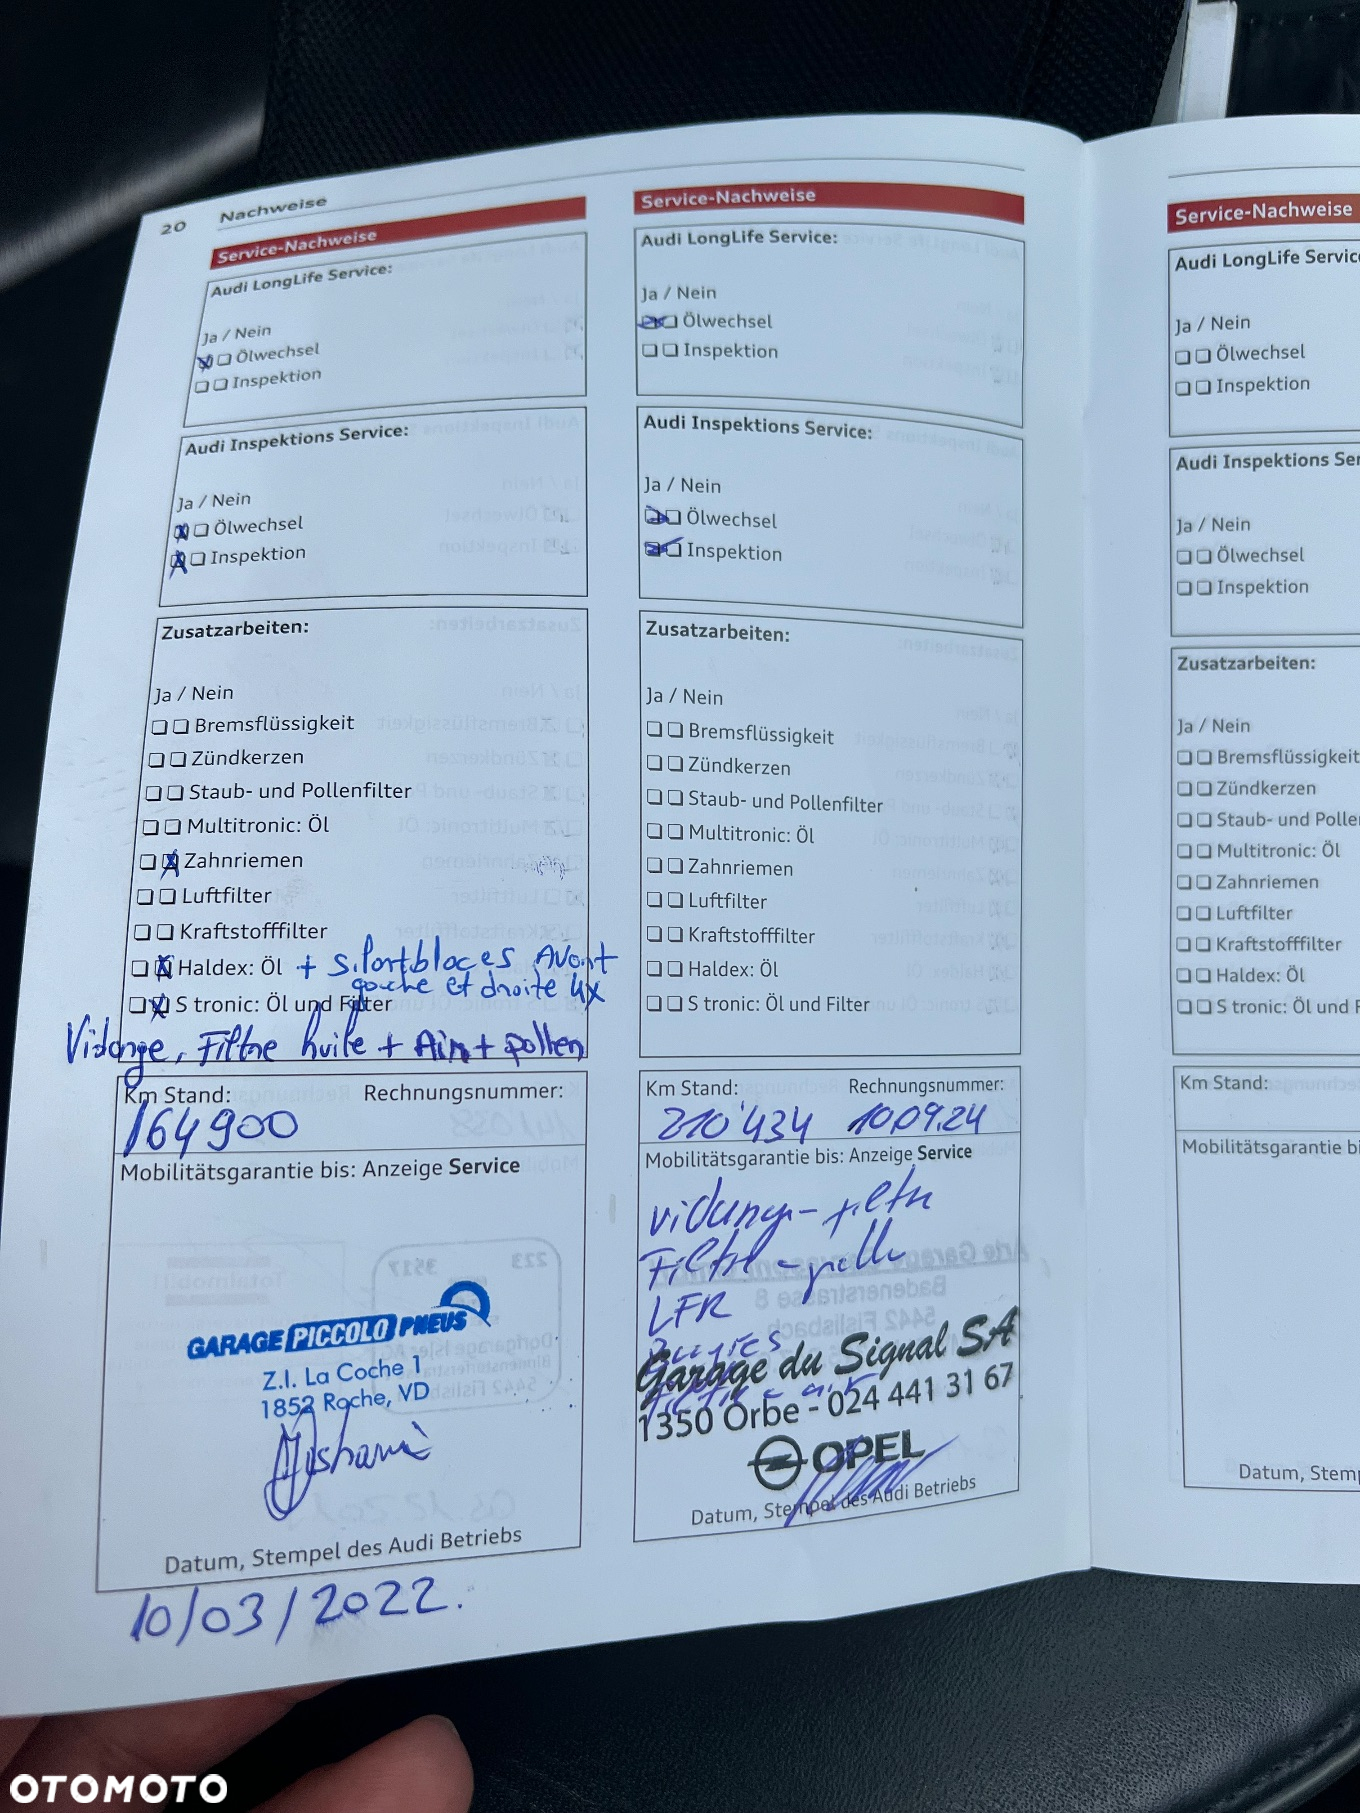 20 Nachweise
Service-Nachweise
Audi LongLife Service:
Ja / Nein
Ölwechsel
Inspektion
Audi Inspektions Service:
Ja / Nein
Ölwechsel
Inspektion
Zusatzarbeiten:
Ja / Nein
Bremsflüssigkeit
Zündkerzen
Staub- und Pollenfilter
Multitronic: Öl
Zahnriemen
Luftfilter
Kraftstofffilter
Haldex: Öl + silortbloces Avant
gauche et droite 4x
S tronic: Öl und Filter
Vidange, Filtre huile + Air + pollen
Km Stand: Rechnungsnummer:
164900
Mobilitätsgarantie bis: Anzeige Service
GARAGE PICCOLO PNEUS
Z.I. La Coche 1
1852 Roche, VD
Datum, Stempel des Audi Betriebs
10/03/2022.
Service-Nachweise
Audi LongLife Service:
Ja / Nein
Ölwechsel
Inspektion
Audi Inspektions Service:
Ja / Nein
Ölwechsel
Inspektion
Zusatzarbeiten:
Ja / Nein
Bremsflüssigkeit
Zündkerzen
Staub- und Pollenfilter
Multitronic: Öl
Zahnriemen
Luftfilter
Kraftstofffilter
Haldex: Öl
S tronic: Öl und Filter
Km Stand: Rechnungsnummer:
210'434 10.09.24
Mobilitätsgarantie bis: Anzeige Service
LFR
Garage du Signal SA
1350 Orbe - 024 441 31 67
OPEL
Datum, Stempel des Audi Betriebs
Service-Nachweise
Audi LongLife Servic
Ja / Nein
Ölwechsel
Inspektion
Audi Inspektions Ser
Ja / Nein
Ölwechsel
Inspektion
Zusatzarbeiten:
Ja / Nein
Bremsflüssigkeit
Zündkerzen
Staub- und Polle
Multitronic: Öl
Zahnriemen
Luftfilter
Kraftstofffilter
Haldex: Öl
S tronic: Öl und F
Km Stand:
Mobilitätsgarantie b
Datum, Stem
OTOMOTO